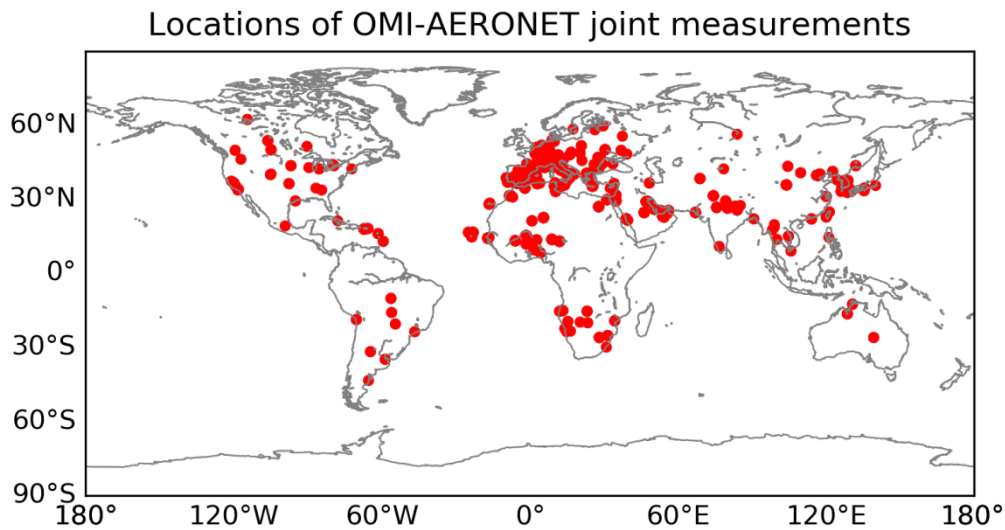 Locations of OMI-AERONET joint measurements
60°N
30°N
0°
30°S
60°S
90°S
180°
120°W
60°W
0°
60°E
120°E
180°